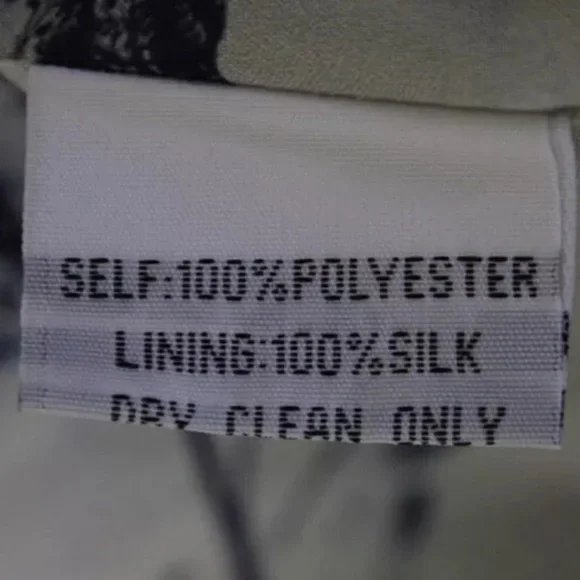 SELF:100%POLYESTER
LINING:100%SILK
DRY CLEAN ONLY